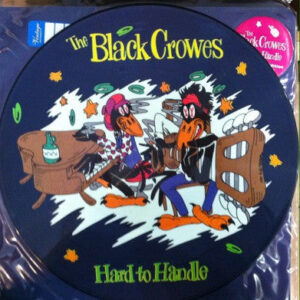 The Black Crowes
The
Black Crowes
Hard to Handle